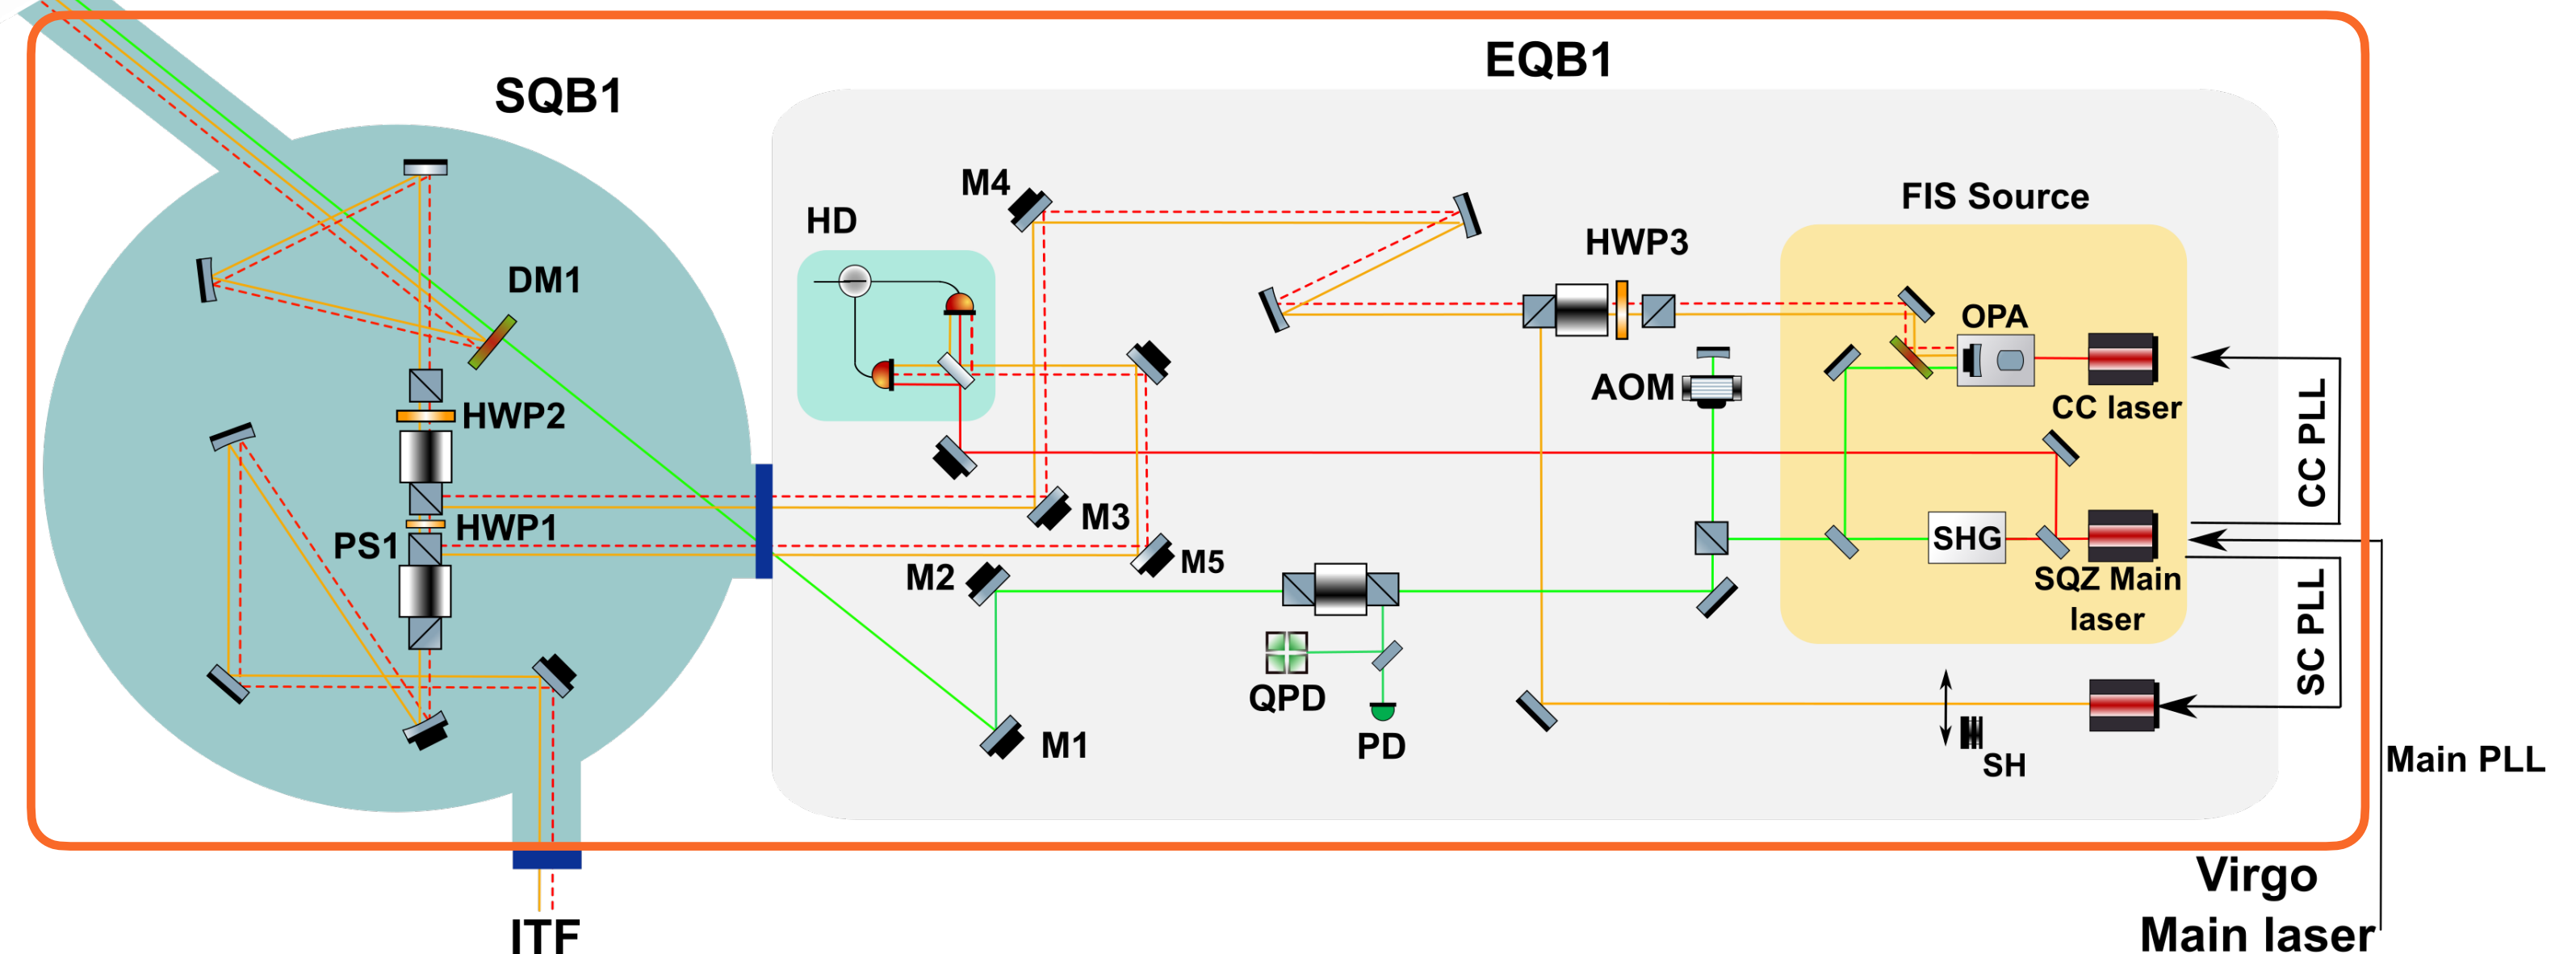 EQB1
SQB1
M4
FIS Source
HD
HWP3
DM1
OPA
AOM
CC laser
HWP2
CC PLL
M3
HWP1
PS1
SHG
M5
M2
SQZ Main
laser
SC PLL
QPD
M1
PD
SH
Main PLL
Virgo
Main laser
ITF